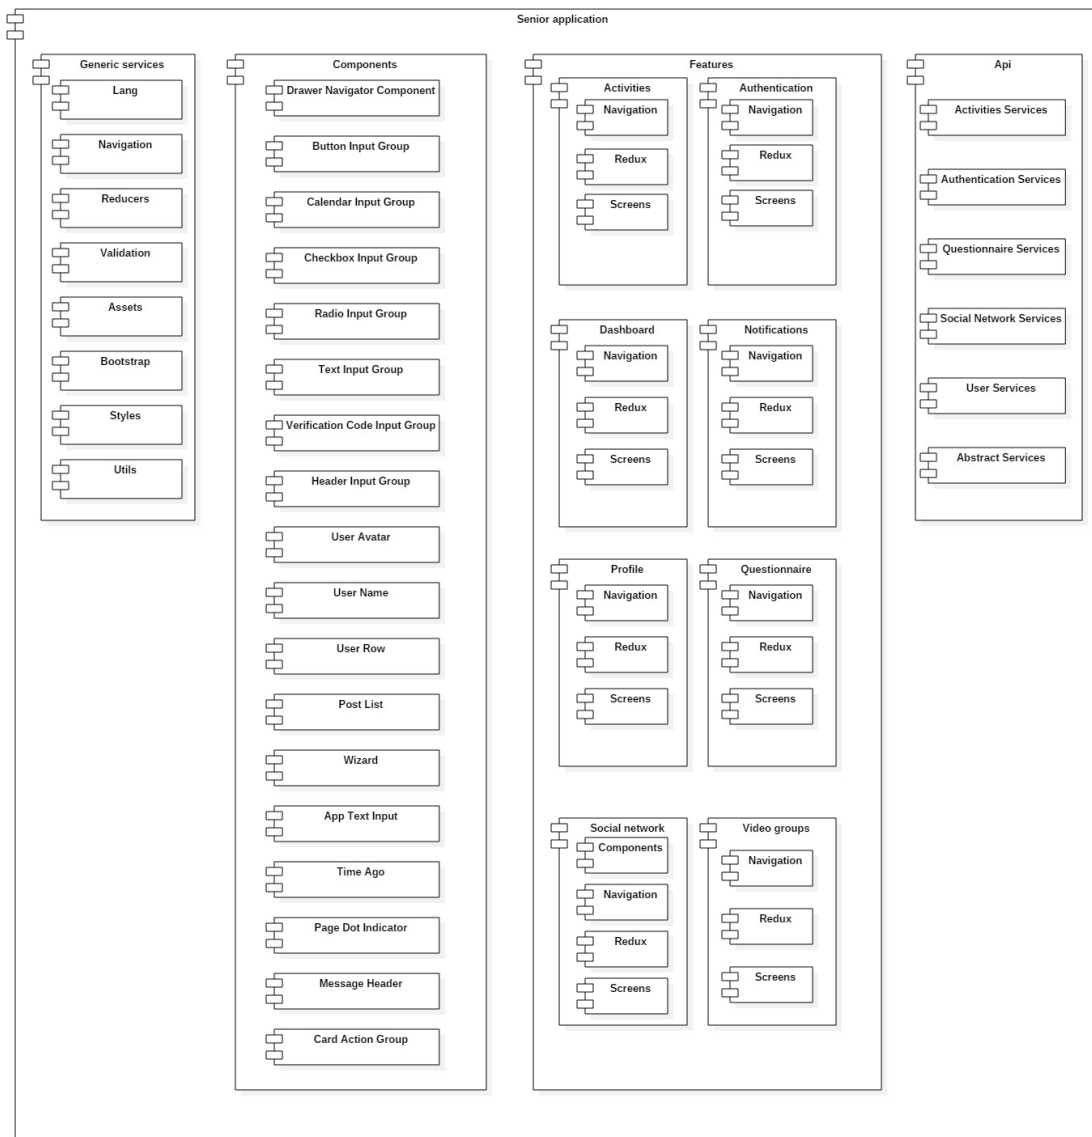 Senior application
Generic services
Lang
Navigation
Reducers
Validation
Assets
Bootstrap
Styles
Utils
Components
Drawer Navigator Component
Button Input Group
Calendar Input Group
Checkbox Input Group
Radio Input Group
Text Input Group
Verification Code Input Group
Header Input Group
User Avatar
User Name
User Row
Post List
Wizard
App Text Input
Time Ago
Page Dot Indicator
Message Header
Card Action Group
Features
Activities
Navigation
Redux
Screens
Authentication
Navigation
Redux
Screens
Dashboard
Navigation
Redux
Screens
Notifications
Navigation
Redux
Screens
Profile
Navigation
Redux
Screens
Questionnaire
Navigation
Redux
Screens
Social network
Components
Navigation
Redux
Screens
Video groups
Navigation
Redux
Screens
Api
Activities Services
Authentication Services
Questionnaire Services
Social Network Services
User Services
Abstract Services